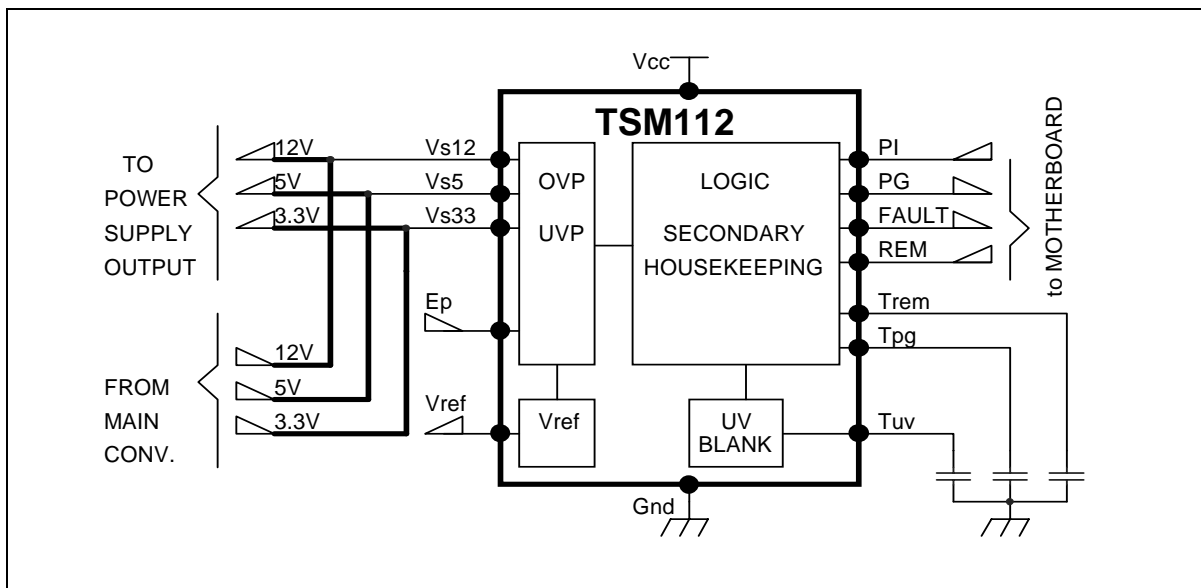 Vcc
TSM112
TO
POWER
SUPPLY
OUTPUT
12V
5V
3.3V
Vs12
Vs5
Vs33
OVP
UVP
LOGIC
SECONDARY
HOUSEKEEPING
PI
PG
FAULT
REM
to MOTHERBOARD
Ep
Trem
Tpg
FROM
MAIN
CONV.
12V
5V
3.3V
Vref
Vref
UV
BLANK
Tuv
Gnd